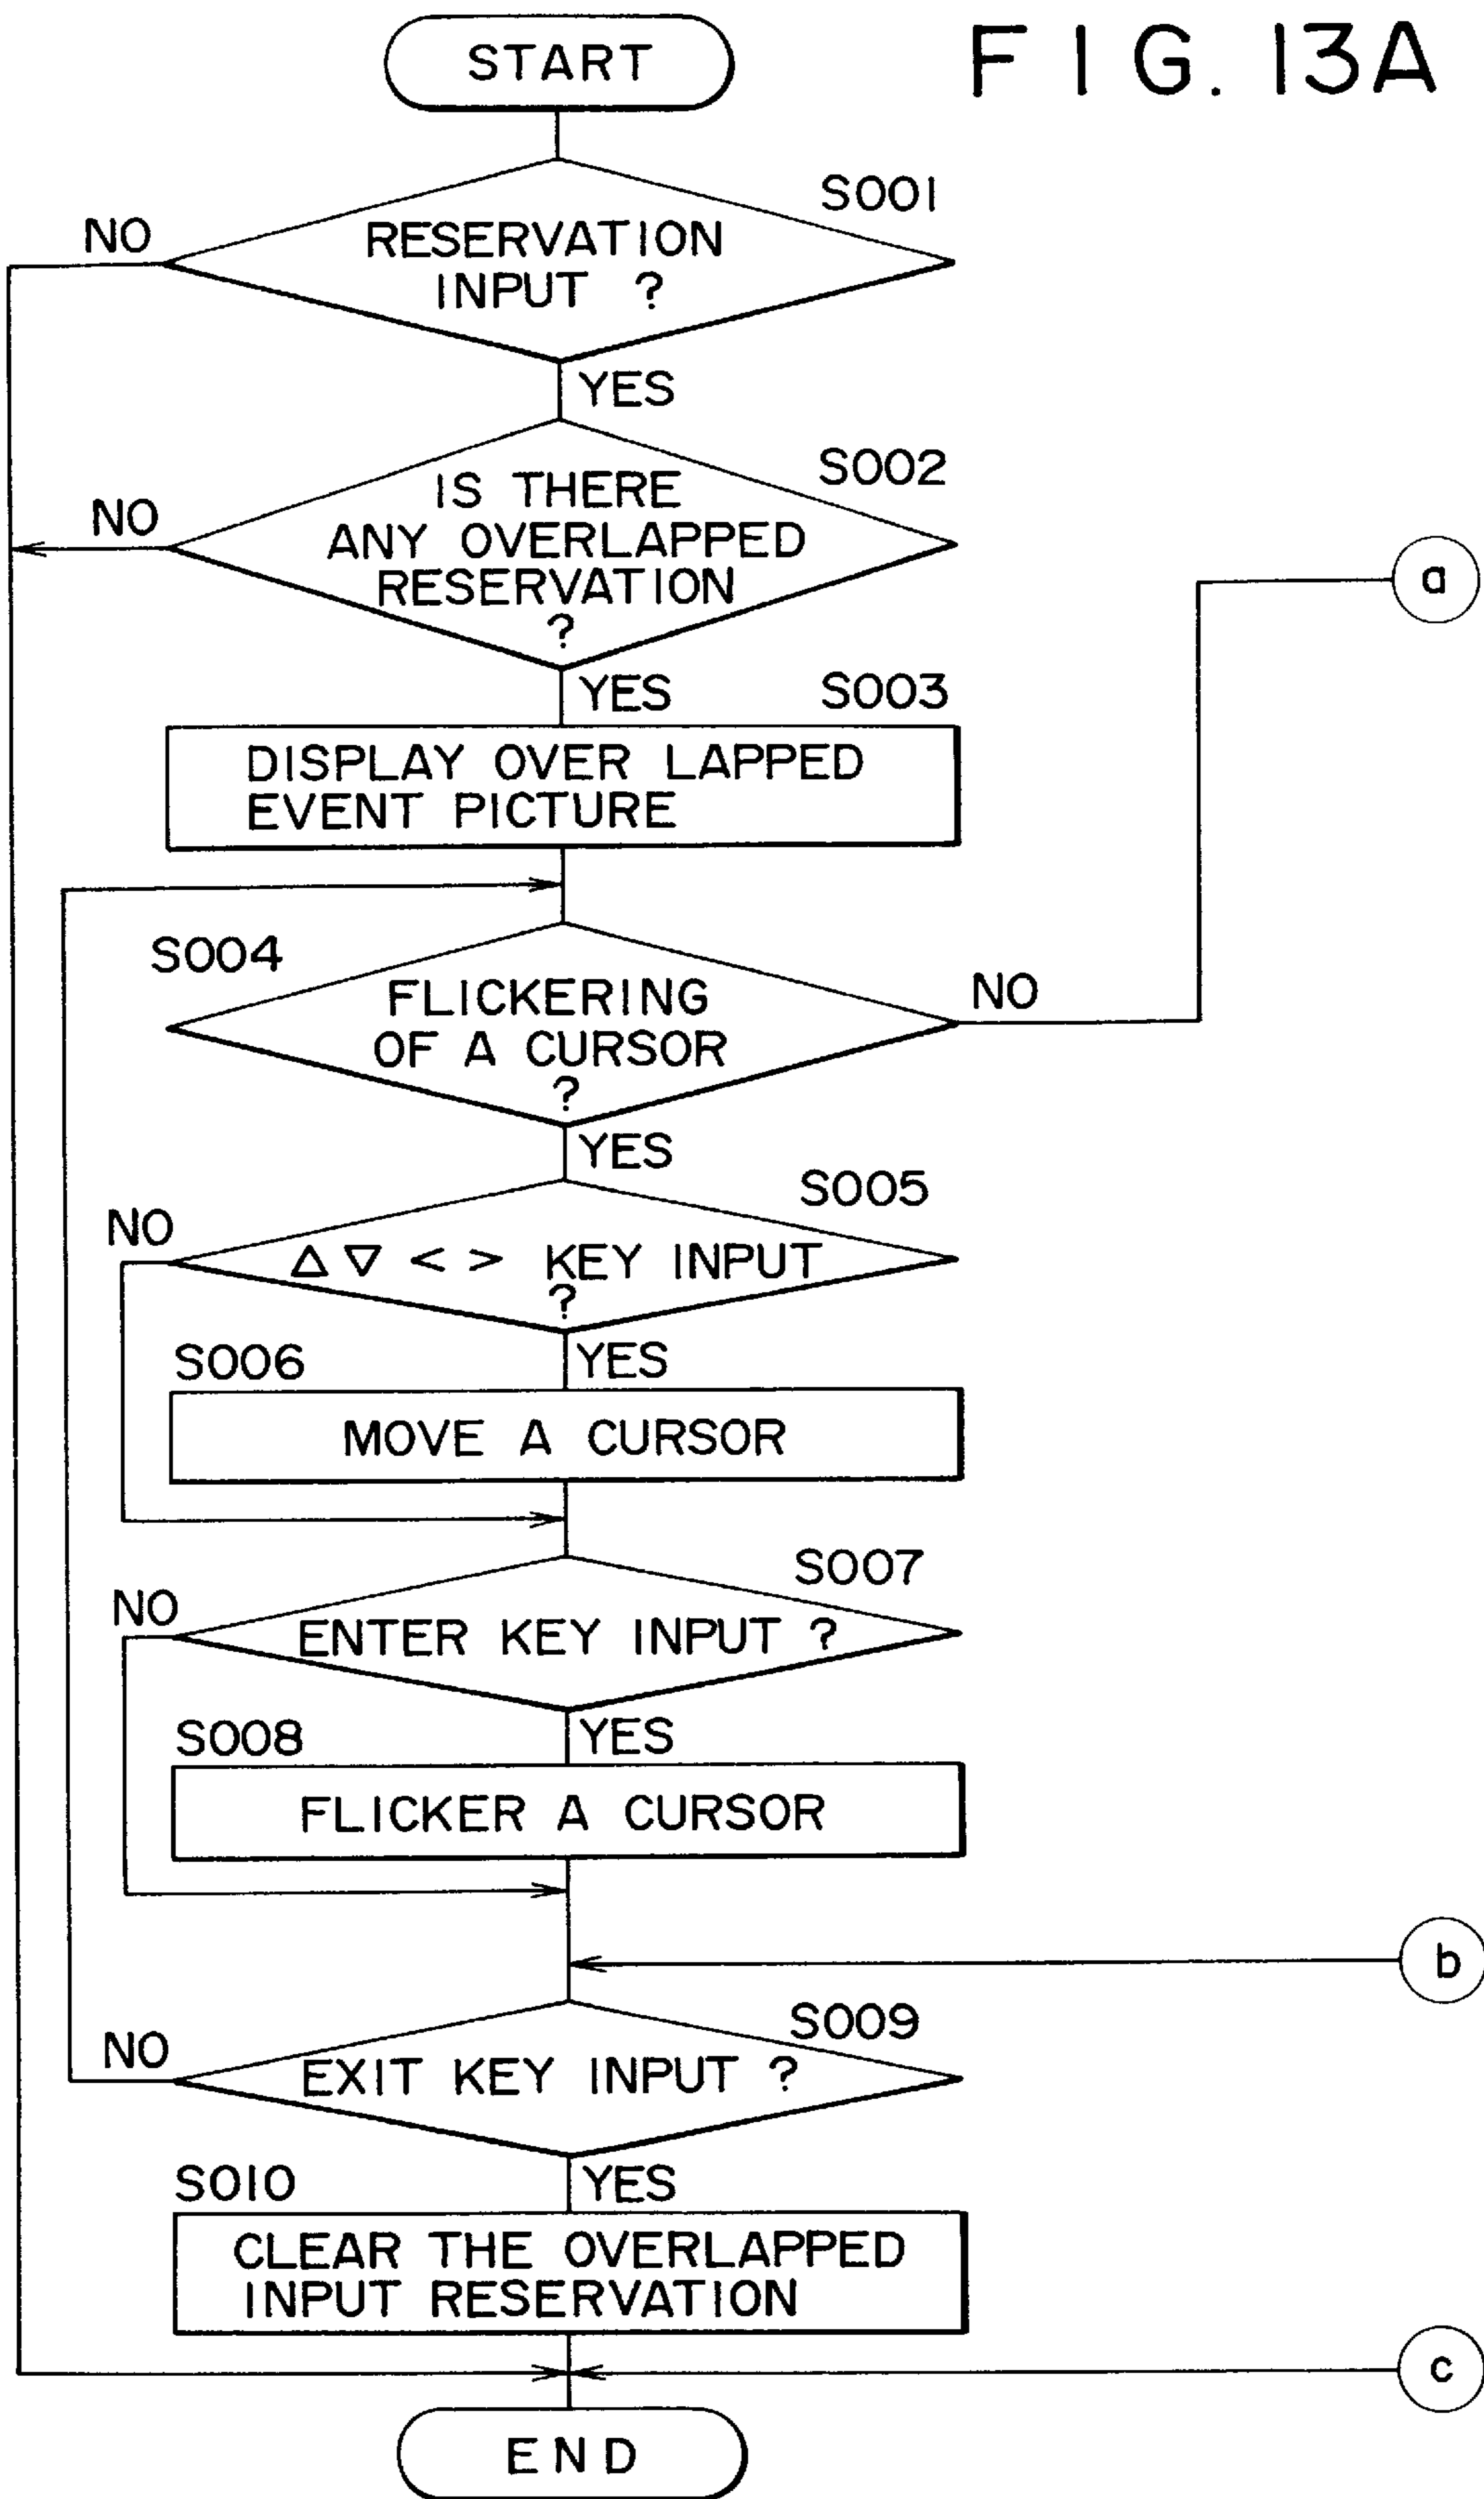 START
FIG. 13A
S001
NO
RESERVATION
INPUT ?
YES
S002
NO
IS THERE
ANY OVERLAPPED
RESERVATION
?
a
YES
S003
DISPLAY OVER LAPPED
EVENT PICTURE
S004
NO
FLICKERING
OF A CURSOR
?
YES
S005
NO
△ ▽ < > KEY INPUT
?
S006
YES
MOVE A CURSOR
S007
NO
ENTER KEY INPUT ?
S008
YES
FLICKER A CURSOR
b
S009
NO
EXIT KEY INPUT ?
S010
YES
CLEAR THE OVERLAPPED
INPUT RESERVATION
c
END